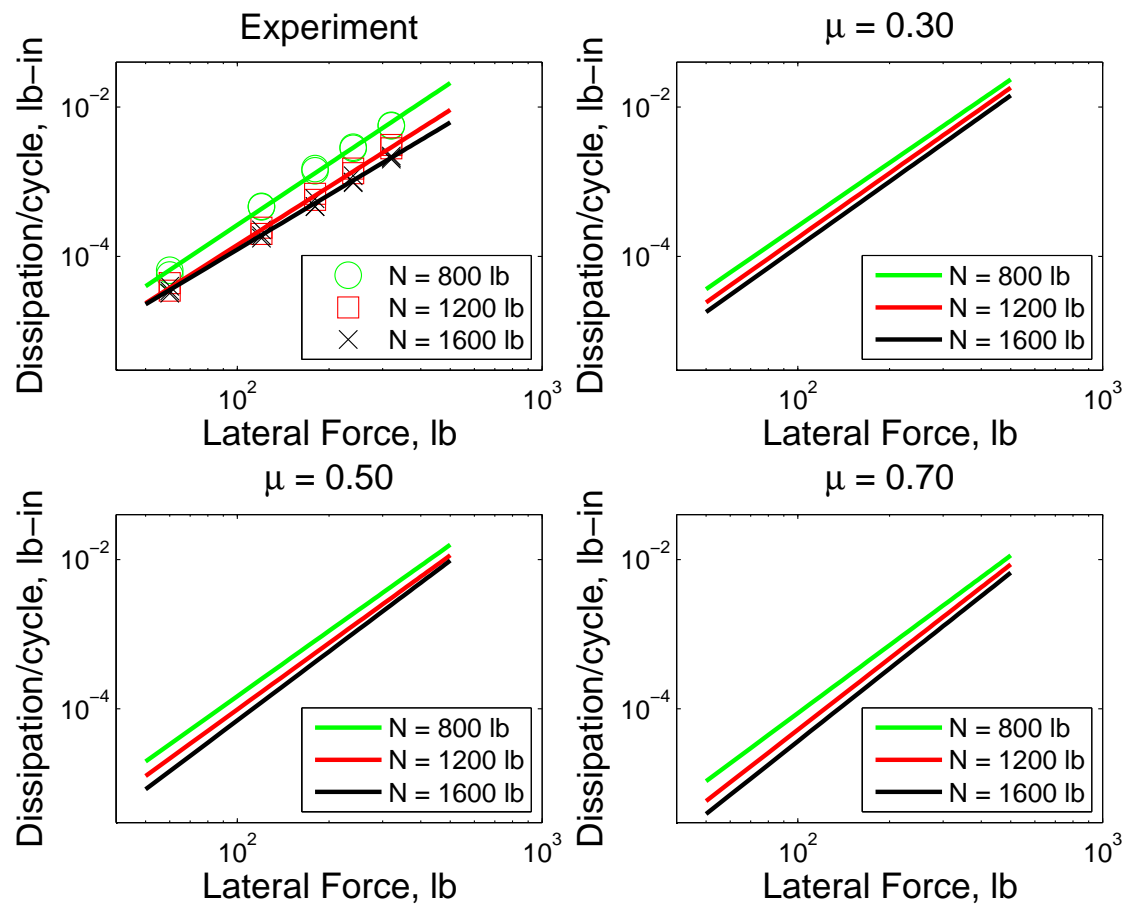 Experiment
Dissipation/cycle, lb−in
10^-2
10^-4
N = 800 lb
N = 1200 lb
N = 1600 lb
10^2
10^3
Lateral Force, lb
μ = 0.30
Dissipation/cycle, lb−in
10^-2
10^-4
N = 800 lb
N = 1200 lb
N = 1600 lb
10^2
10^3
Lateral Force, lb
μ = 0.50
Dissipation/cycle, lb−in
10^-2
10^-4
N = 800 lb
N = 1200 lb
N = 1600 lb
10^2
10^3
Lateral Force, lb
μ = 0.70
Dissipation/cycle, lb−in
10^-2
10^-4
N = 800 lb
N = 1200 lb
N = 1600 lb
10^2
10^3
Lateral Force, lb